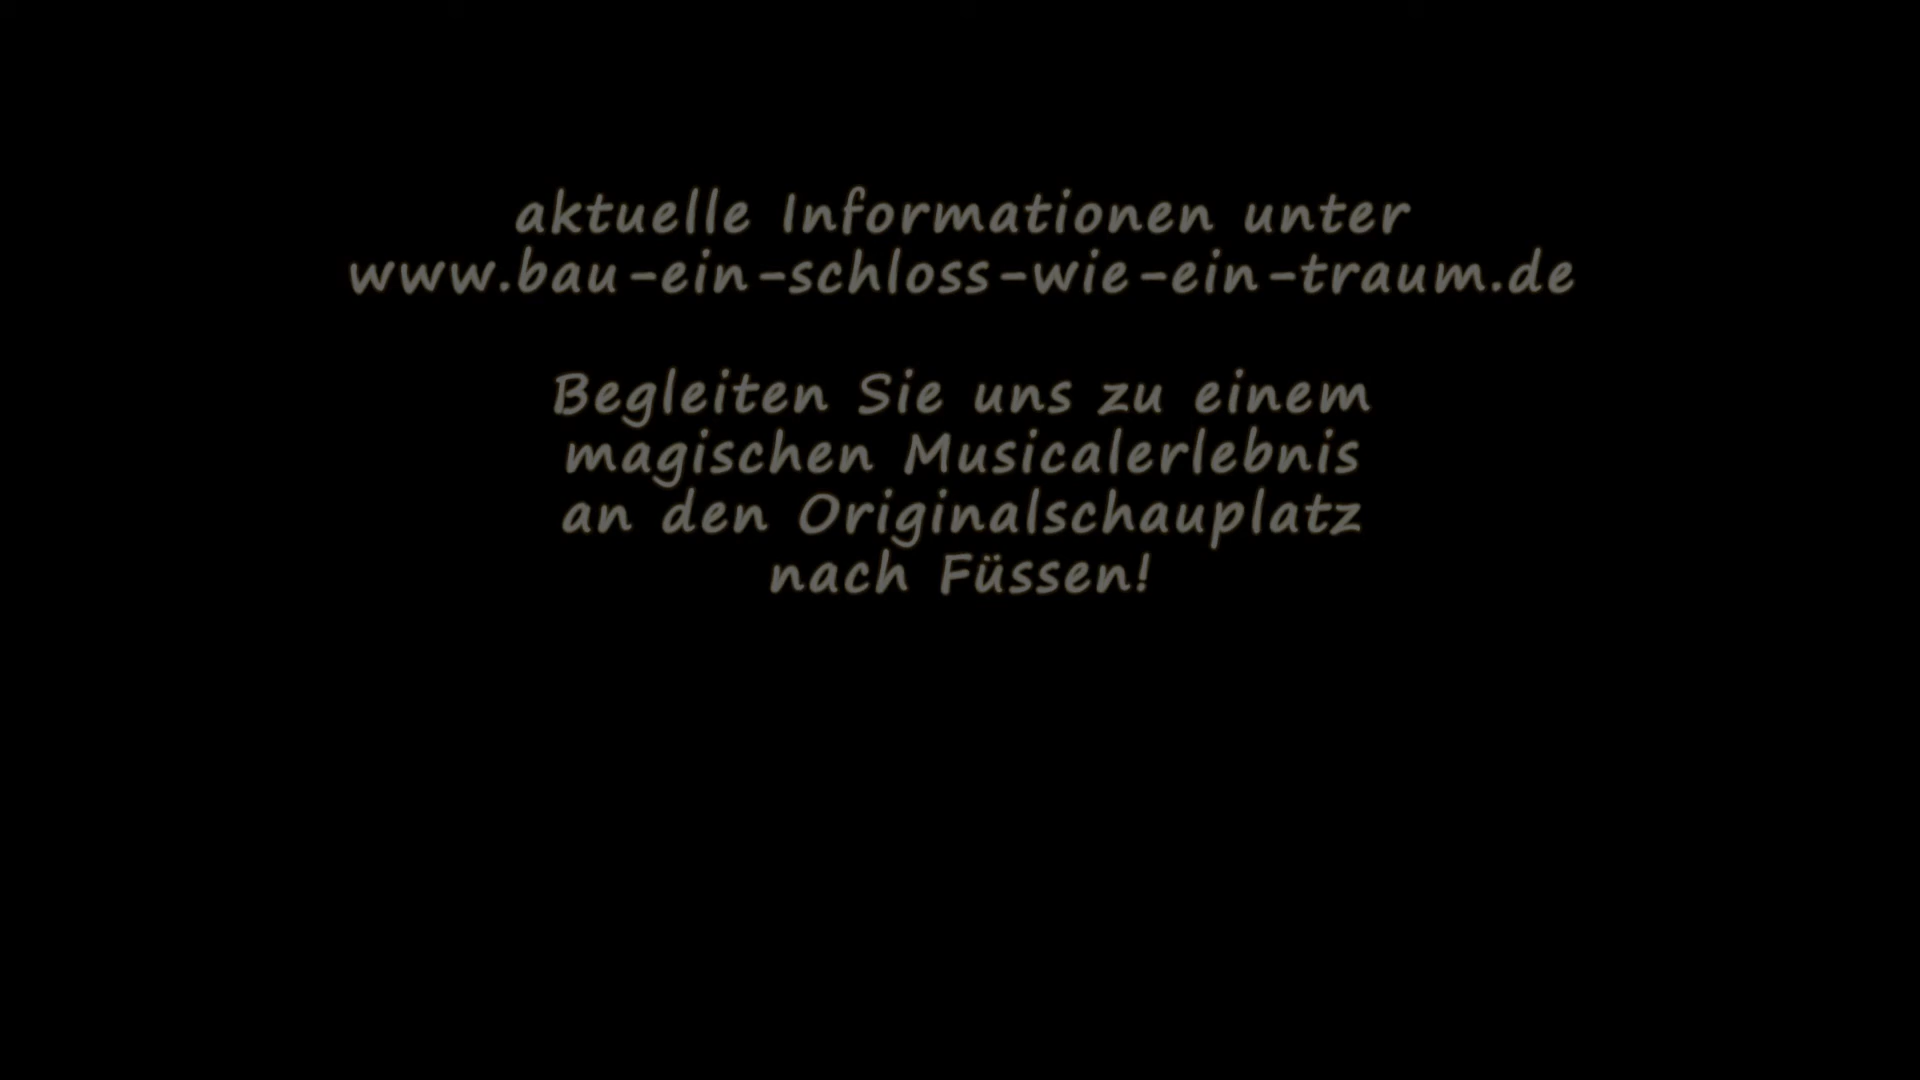 aktuelle Informationen unter
www.bau-ein-schloss-wie-ein-traum.de
Begleiten Sie uns zu einem
magischen Musicalerlebnis
an den Originalschauplatz
nach Füssen!